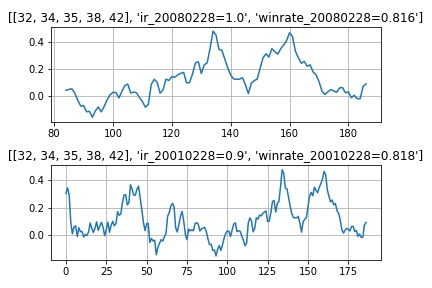 [[32, 34, 35, 38, 42], 'ir_20080228=1.0', 'winrate_20080228=0.816']
0.4
0.2
0.0
80 100 120 140 160 180
[[32, 34, 35, 38, 42], 'ir_20010228=0.9', 'winrate_20010228=0.818']
0.4
0.2
0.0
0 25 50 75 100 125 150 175